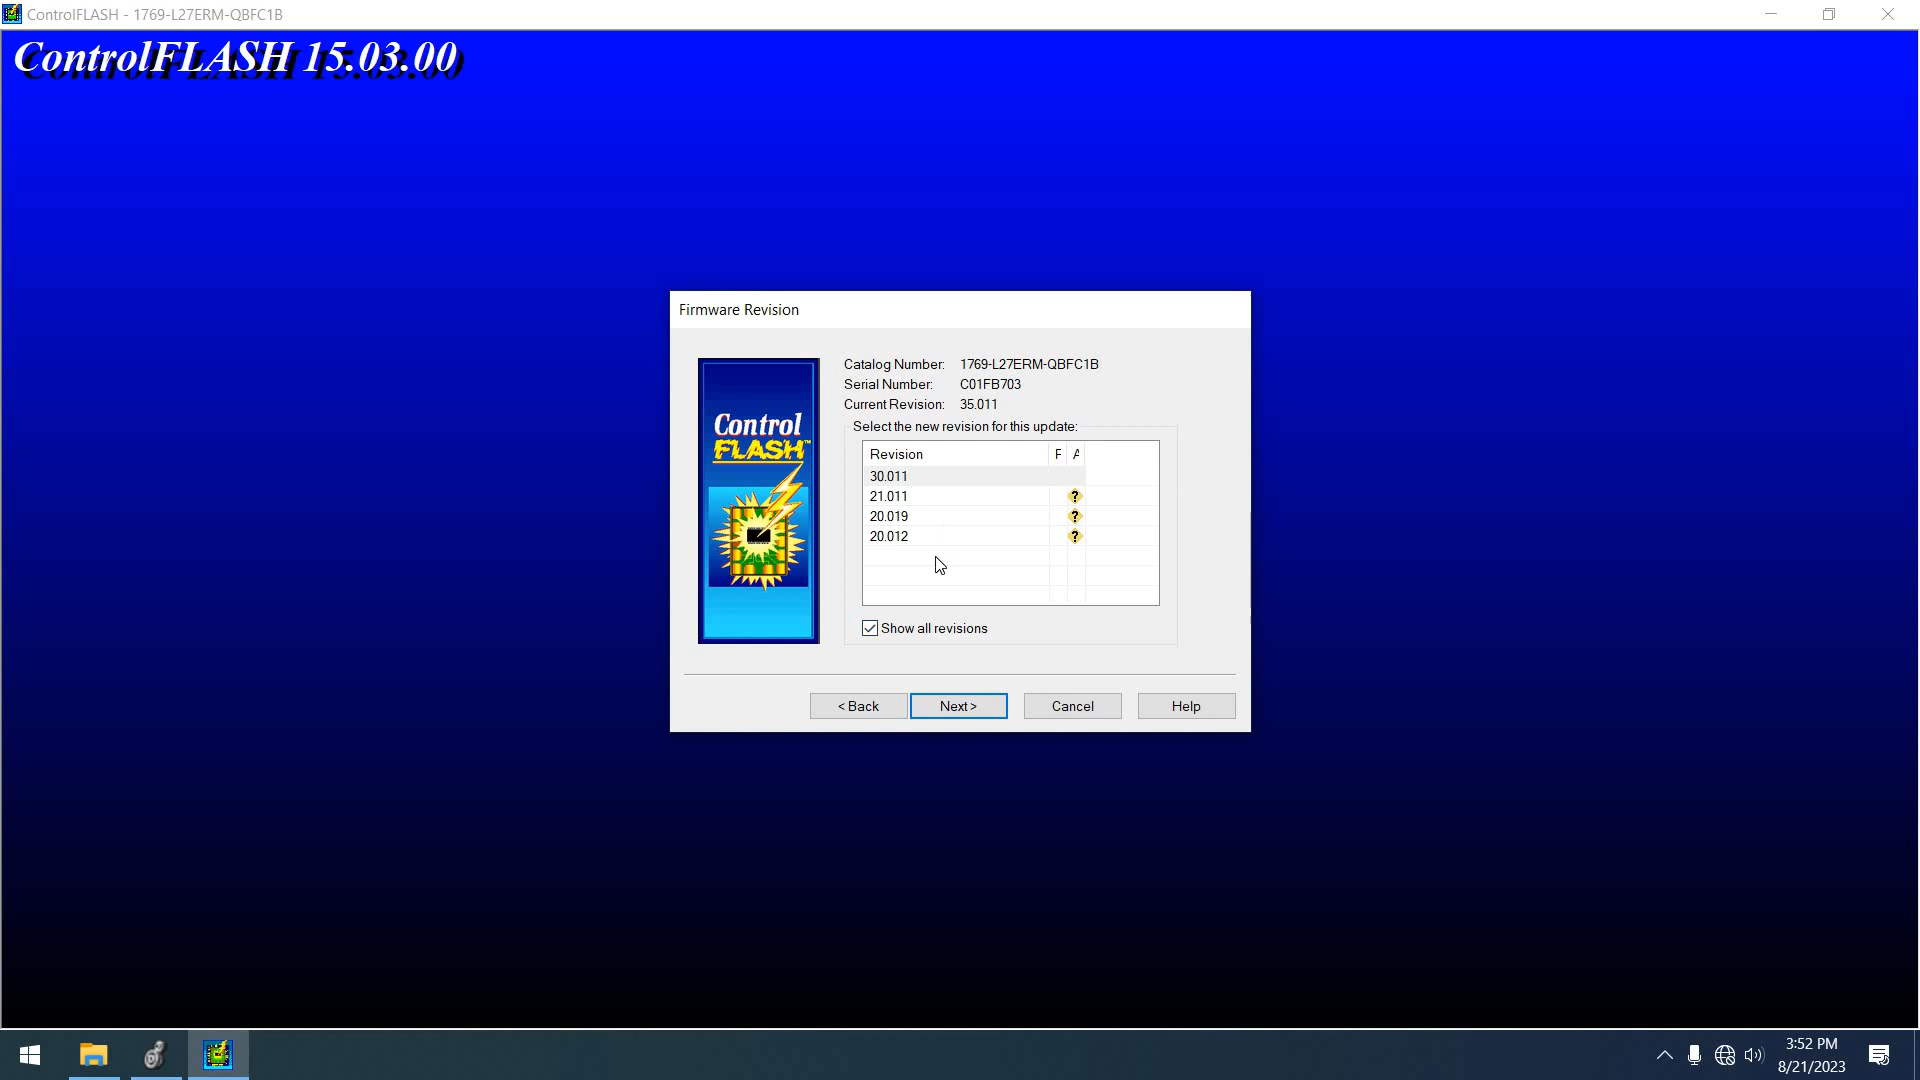 ControlFLASH - 1769-L27ERM-QBFC1B
ControlFLASH 15.03.00
Firmware Revision
Catalog Number: 1769-L27ERM-QBFC1B
Serial Number: C01FB703
Current Revision: 35.011
Select the new revision for this update:
Revision F A
30.011
21.011 ?
20.019 ?
20.012 ?
Show all revisions
Control
FLASH™
< Back Next > Cancel Help
3:52 PM
8/21/2023